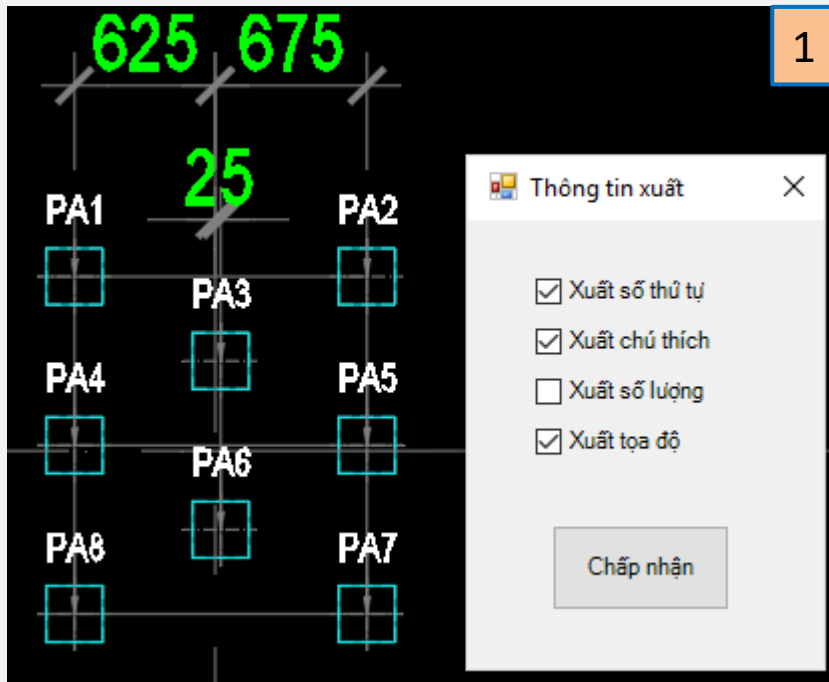 625 675
1
25
PA1 PA2
PA3
PA4 PA5
PA6
PA8 PA7
Thông tin xuất
Xuất số thứ tự
Xuất chú thích
Xuất số lượng
Xuất tọa độ
Chấp nhận